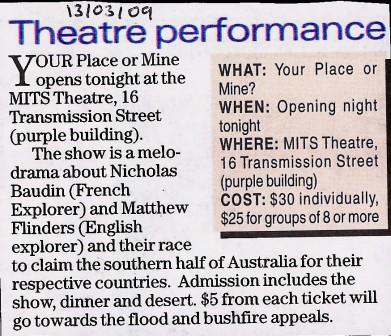 13/03/09
Theatre performance
YOUR Place or Mine
opens tonight at the
MITS Theatre, 16
Transmission Street
(purple building).
The show is a melo-
drama about Nicholas
Baudin (French
Explorer) and Matthew
Flinders (English
explorer) and their race
to claim the southern half of Australia for their
respective countries. Admission includes the
show, dinner and desert. $5 from each ticket will
go towards the flood and bushfire appeals.
WHAT: Your Place or
Mine?
WHEN: Opening night
tonight
WHERE: MITS Theatre,
16 Transmission Street
(purple building)
COST: $30 individually,
$25 for groups of 8 or more